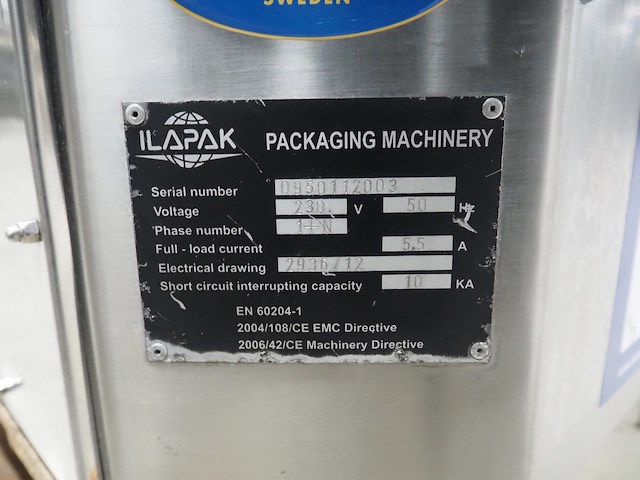 SWEDEN
ILAPAK PACKAGING MACHINERY
Serial number 0950112003
Voltage 230. V 50 Hz
Phase number 1+N
Full - load current 5.5 A
Electrical drawing 2936/12
Short circuit interrupting capacity 10 KA
EN 60204-1
2004/108/CE EMC Directive
2006/42/CE Machinery Directive